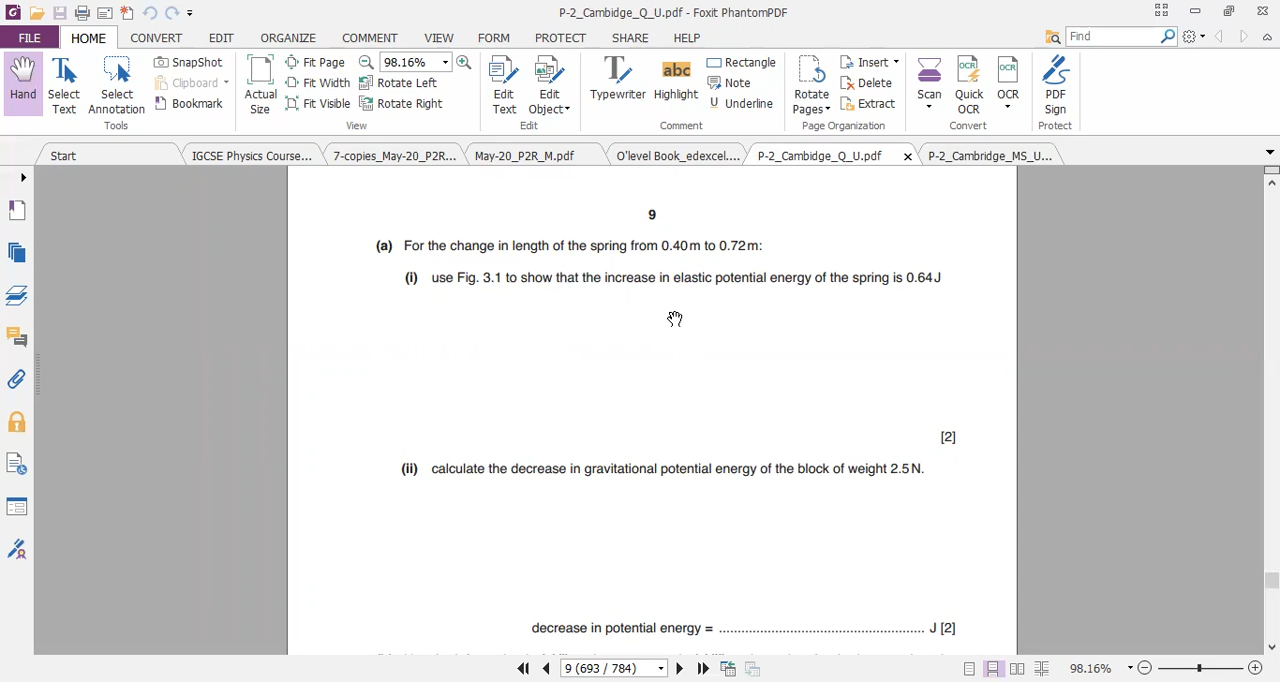 P-2_Cambidge_Q_U.pdf - Foxit PhantomPDF
FILE HOME CONVERT EDIT ORGANIZE COMMENT VIEW FORM PROTECT SHARE HELP Find
Hand
Select Text
Select Annotation
SnapShot
Clipboard
Bookmark
Tools
Actual Size
Fit Page
Fit Width
Fit Visible
98.16%
Rotate Left
Rotate Right
View
Edit Text
Edit Object
Edit
Typewriter
abc
Highlight
Rectangle
Note
U Underline
Comment
Rotate Pages
Insert
Delete
Extract
Page Organization
Scan
OCR
Quick OCR
OCR
OCR
Convert
PDF Sign
Protect
Start IGCSE Physics Course... 7-copies_May-20_P2R... May-20_P2R_M.pdf O'level Book_edexcel.... P-2_Cambidge_Q_U.pdf P-2_Cambridge_MS_U...
9
(a) For the change in length of the spring from 0.40m to 0.72m:
(i) use Fig. 3.1 to show that the increase in elastic potential energy of the spring is 0.64J
[2]
(ii) calculate the decrease in gravitational potential energy of the block of weight 2.5N.
decrease in potential energy = .................................................. J [2]
9 (693 / 784) 98.16%